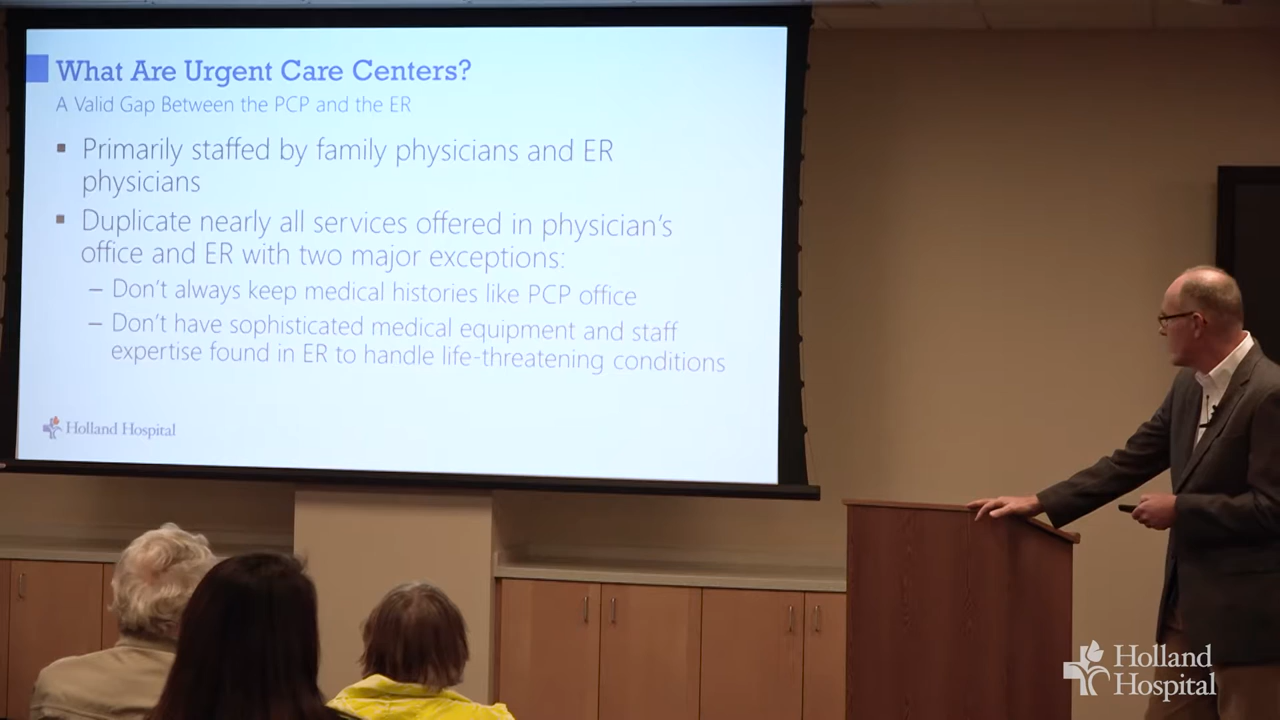 What Are Urgent Care Centers?
A Valid Gap Between the PCP and the ER
▪ Primarily staffed by family physicians and ER
physicians
▪ Duplicate nearly all services offered in physician's
office and ER with two major exceptions:
– Don't always keep medical histories like PCP office
– Don't have sophisticated medical equipment and staff
expertise found in ER to handle life-threatening conditions
Holland Hospital
Holland
Hospital